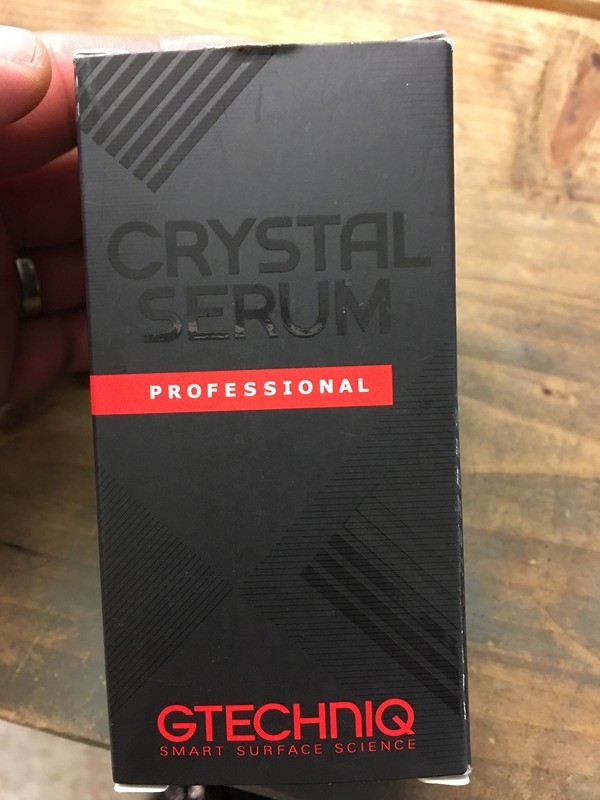 CRYSTAL
SERUM
PROFESSIONAL
GTECHNIQ
SMART SURFACE SCIENCE